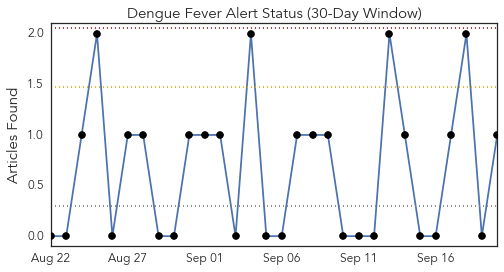 Dengue Fever Alert Status (30-Day Window)
Articles Found
2.0
1.5
1.0
0.5
0.0
Aug 22 Aug 27 Sep 01 Sep 06 Sep 11 Sep 16